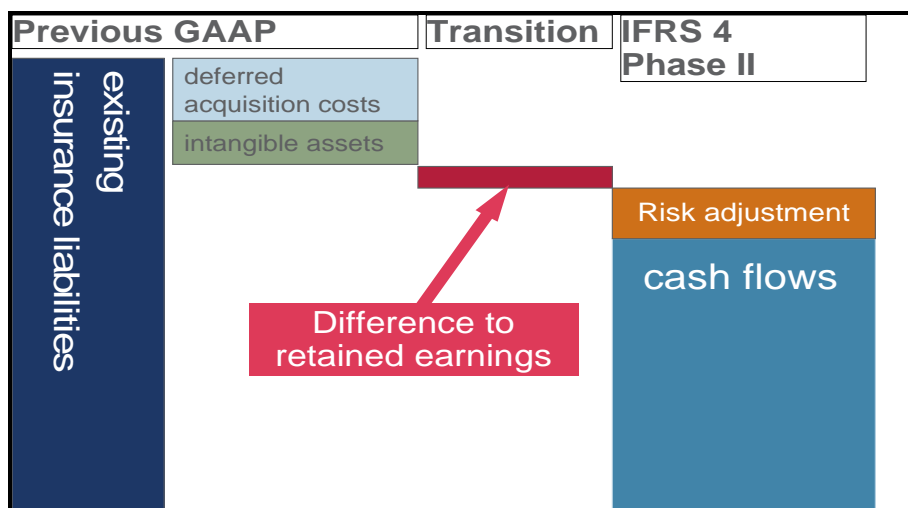 Previous GAAP
Transition
IFRS 4
Phase II
existing
insurance liabilities
deferred
acquisition costs
intangible assets
Risk adjustment
cash flows
Difference to
retained earnings